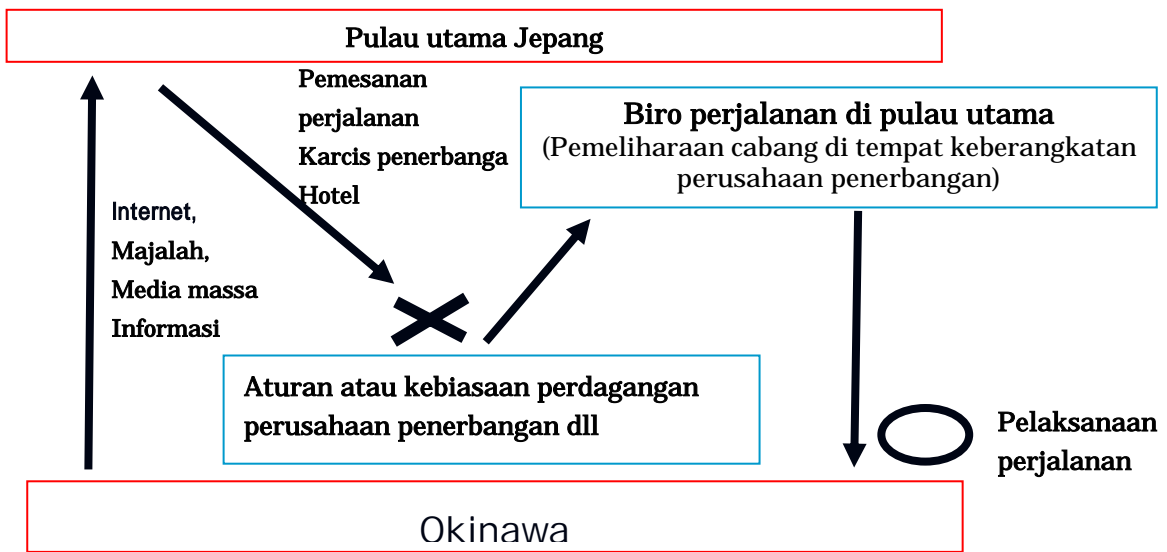 Pulau utama Jepang
Pemesanan
perjalanan
Karcis penerbanga
Hotel
Biro perjalanan di pulau utama
(Pemeliharaan cabang di tempat keberangkatan
perusahaan penerbangan)
Internet,
Majalah,
Media massa
Informasi
Aturan atau kebiasaan perdagangan
perusahaan penerbangan dll
Pelaksanaan
perjalanan
Okinawa